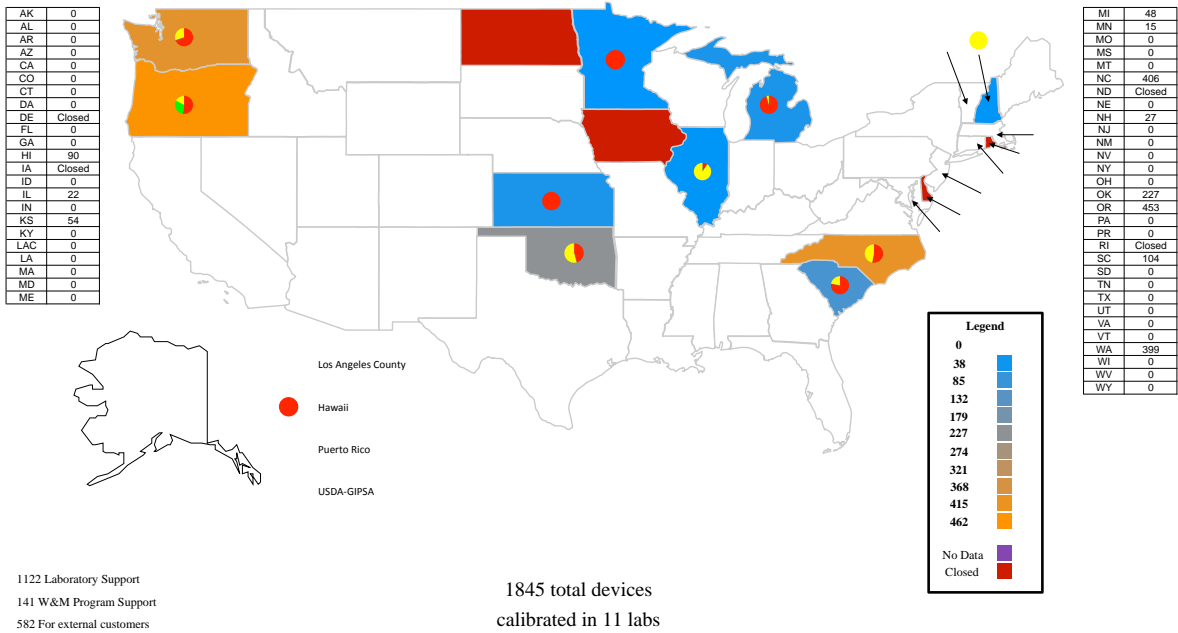 AK 0
AL 0
AR 0
AZ 0
CA 0
CO 0
CT 0
DA 0
DE Closed
FL 0
GA 0
HI 90
IA Closed
ID 0
IL 22
IN 0
KS 54
KY 0
LAC 0
LA 0
MA 0
MD 0
ME 0
MI 48
MN 15
MO 0
MS 0
MT 0
NC 406
ND Closed
NE 0
NH 27
NJ 0
NM 0
NV 0
NY 0
OH 0
OK 227
OR 453
PA 0
PR 0
RI Closed
SC 104
SD 0
TN 0
TX 0
UT 0
VA 0
VT 0
WA 399
WI 0
WV 0
WY 0
Los Angeles County
Hawaii
Puerto Rico
USDA-GIPSA
Legend
0
38
85
132
179
227
274
321
368
415
462
No Data
Closed
1122 Laboratory Support
141 W&M Program Support
582 For external customers
1845 total devices
calibrated in 11 labs